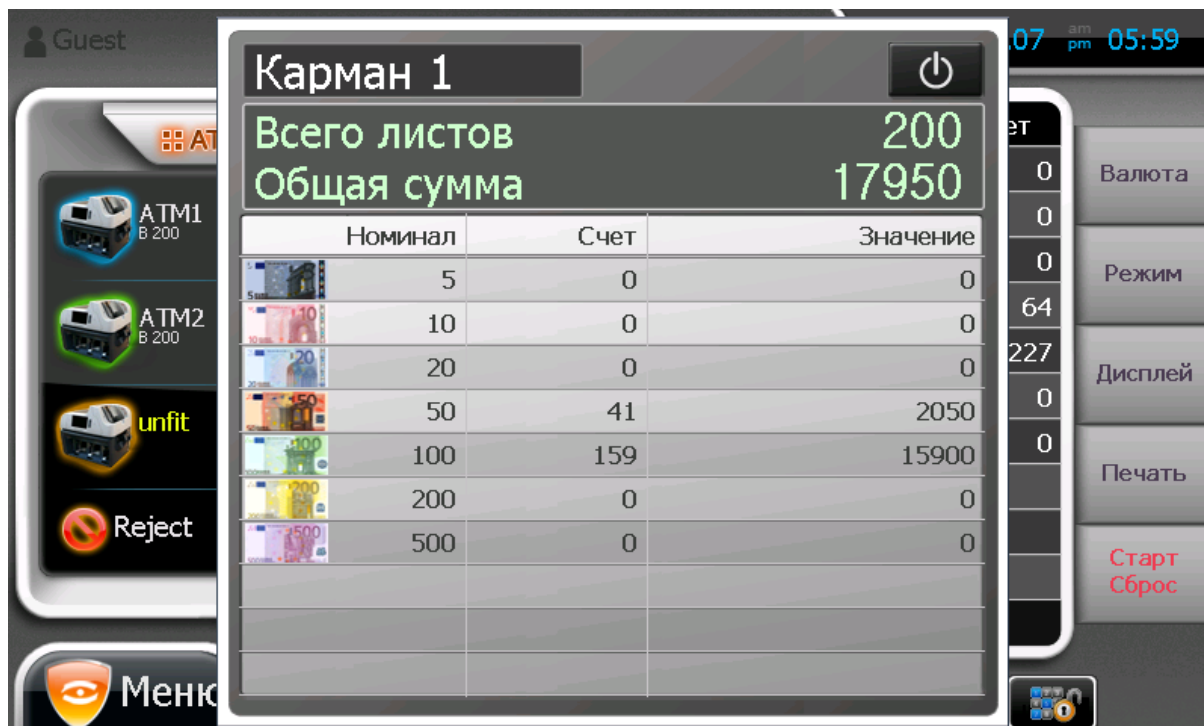 Guest
.07 am pm 05:59
Карман 1
Всего листов 200
Общая сумма 17950
Номинал Счет Значение
5 0 0
10 0 0
20 0 0
50 41 2050
100 159 15900
200 0 0
500 0 0
AT
ATM1
B 200
ATM2
B 200
unfit
Reject
Меню
ет
0
0
0
64
227
0
0
Валюта
Режим
Дисплей
Печать
Старт
Сброс